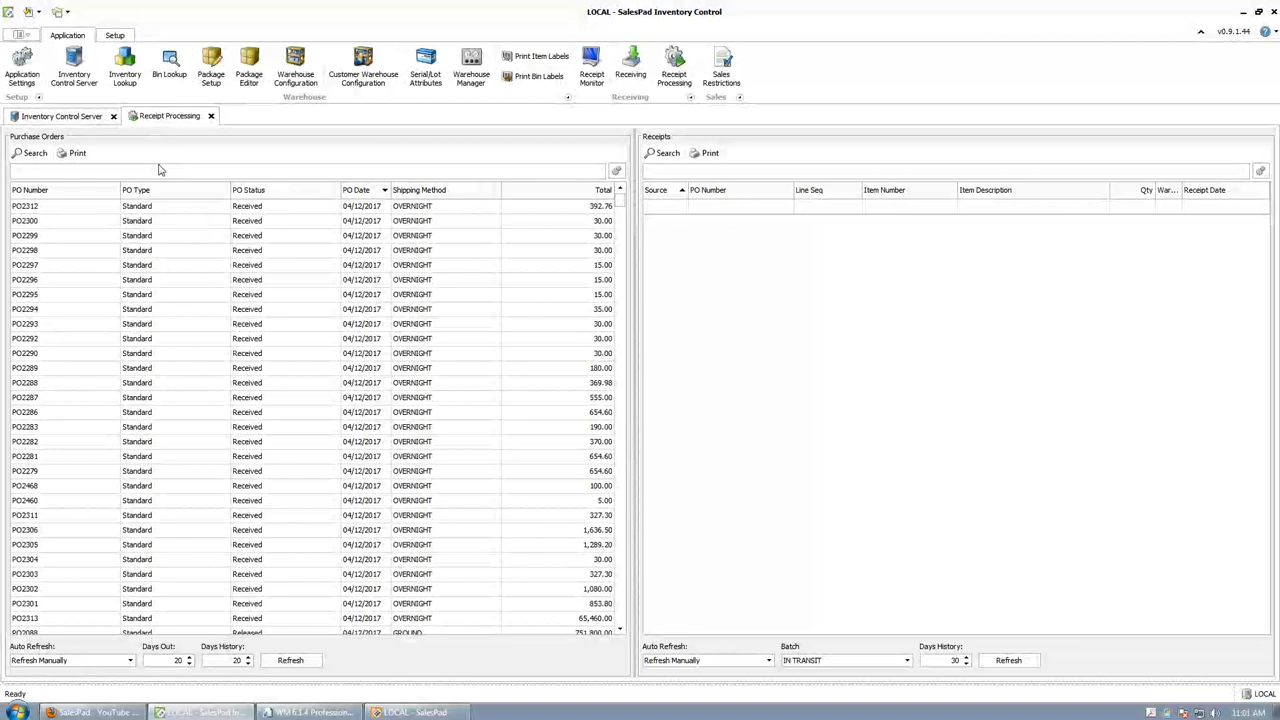 LOCAL - SalesPad Inventory Control
Application Setup v0.9.1.44
Application Settings Inventory Control Server Inventory Lookup Bin Lookup Package Setup Package Editor Warehouse Configuration Customer Warehouse Configuration Serial/Lot Attributes Warehouse Manager Print Item Labels Print Bin Labels Receipt Monitor Receiving Receipt Processing Sales Restrictions
Setup Warehouse Receiving Sales
Inventory Control Server Receipt Processing
Purchase Orders Receipts
Search Print Search Print
PO Number PO Type PO Status PO Date Shipping Method Total Source PO Number Line Seq Item Number Item Description Qty War... Receipt Date
PO2312 Standard Received 04/12/2017 OVERNIGHT 392.76
PO2300 Standard Received 04/12/2017 OVERNIGHT 30.00
PO2299 Standard Received 04/12/2017 OVERNIGHT 30.00
PO2298 Standard Received 04/12/2017 OVERNIGHT 30.00
PO2297 Standard Received 04/12/2017 OVERNIGHT 15.00
PO2296 Standard Received 04/12/2017 OVERNIGHT 15.00
PO2295 Standard Received 04/12/2017 OVERNIGHT 15.00
PO2294 Standard Received 04/12/2017 OVERNIGHT 35.00
PO2293 Standard Received 04/12/2017 OVERNIGHT 30.00
PO2292 Standard Received 04/12/2017 OVERNIGHT 30.00
PO2290 Standard Received 04/12/2017 OVERNIGHT 30.00
PO2289 Standard Received 04/12/2017 OVERNIGHT 180.00
PO2288 Standard Received 04/12/2017 OVERNIGHT 369.98
PO2287 Standard Received 04/12/2017 OVERNIGHT 555.00
PO2286 Standard Received 04/12/2017 OVERNIGHT 654.60
PO2283 Standard Received 04/12/2017 OVERNIGHT 190.00
PO2282 Standard Received 04/12/2017 OVERNIGHT 370.00
PO2281 Standard Received 04/12/2017 OVERNIGHT 654.60
PO2279 Standard Received 04/12/2017 OVERNIGHT 654.60
PO2468 Standard Received 04/12/2017 OVERNIGHT 100.00
PO2460 Standard Received 04/12/2017 OVERNIGHT 5.00
PO2311 Standard Received 04/12/2017 OVERNIGHT 327.30
PO2306 Standard Received 04/12/2017 OVERNIGHT 1,636.50
PO2305 Standard Received 04/12/2017 OVERNIGHT 1,289.20
PO2304 Standard Received 04/12/2017 OVERNIGHT 30.00
PO2303 Standard Received 04/12/2017 OVERNIGHT 327.30
PO2302 Standard Received 04/12/2017 OVERNIGHT 1,080.00
PO2301 Standard Received 04/12/2017 OVERNIGHT 853.80
PO2313 Standard Received 04/12/2017 OVERNIGHT 65,460.00
PO2088 Standard Released 04/12/2017 GROUND 751,800.00
Auto Refresh: Days Out: Days History: Auto Refresh: Batch Days History:
Refresh Manually 20 20 Refresh Refresh Manually IN TRANSIT 30 Refresh
Ready LOCAL
SalesPad - YouTube ... LOCAL - SalesPad In... WM 6.1.4 Profession... LOCAL - SalesPad 11:01 AM